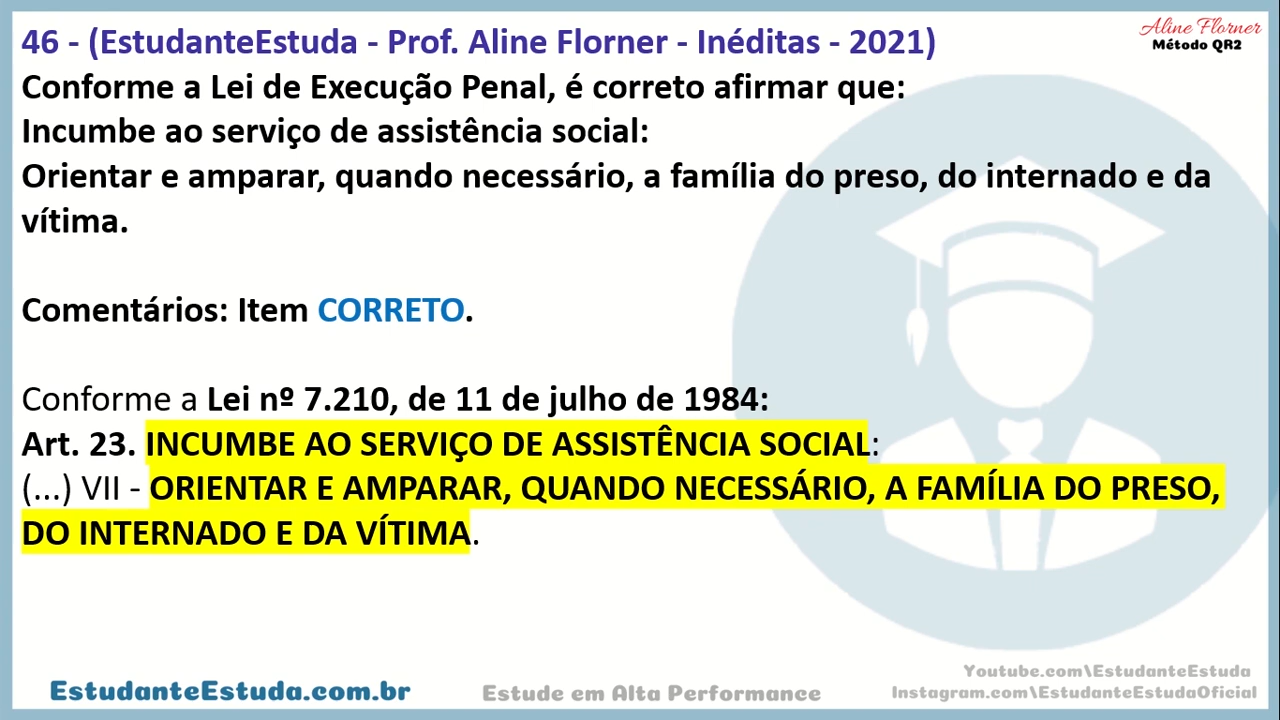 46 - (EstudanteEstuda - Prof. Aline Florner - Inéditas - 2021)
Aline Florner
Método QR2
Conforme a Lei de Execução Penal, é correto afirmar que:
Incumbe ao serviço de assistência social:
Orientar e amparar, quando necessário, a família do preso, do internado e da
vítima.
Comentários: Item CORRETO.
Conforme a Lei nº 7.210, de 11 de julho de 1984:
Art. 23. INCUMBE AO SERVIÇO DE ASSISTÊNCIA SOCIAL:
(...) VII - ORIENTAR E AMPARAR, QUANDO NECESSÁRIO, A FAMÍLIA DO PRESO,
DO INTERNADO E DA VÍTIMA.
EstudanteEstuda.com.br
Estude em Alta Performance
Youtube.com\EstudanteEstuda
Instagram.com\EstudanteEstudaOficial